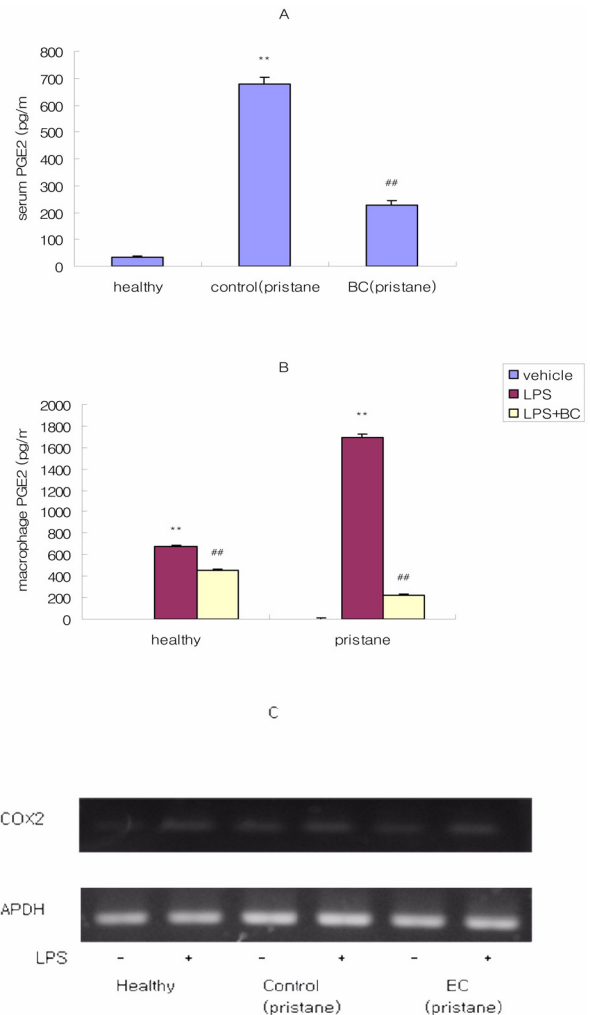 A
800
700
600
500
400
300
200
100
0
serum PGE2 (pg/m
**
##
healthy control(pristane BC(pristane)
B
vehicle
LPS
LPS+BC
2000
1800
1600
1400
1200
1000
800
600
400
200
0
macrophage PGE2 (pg/m
**
##
**
##
healthy pristane
C
COX2
APDH
LPS - + - + - +
Healthy Control EC
(pristane) (pristane)